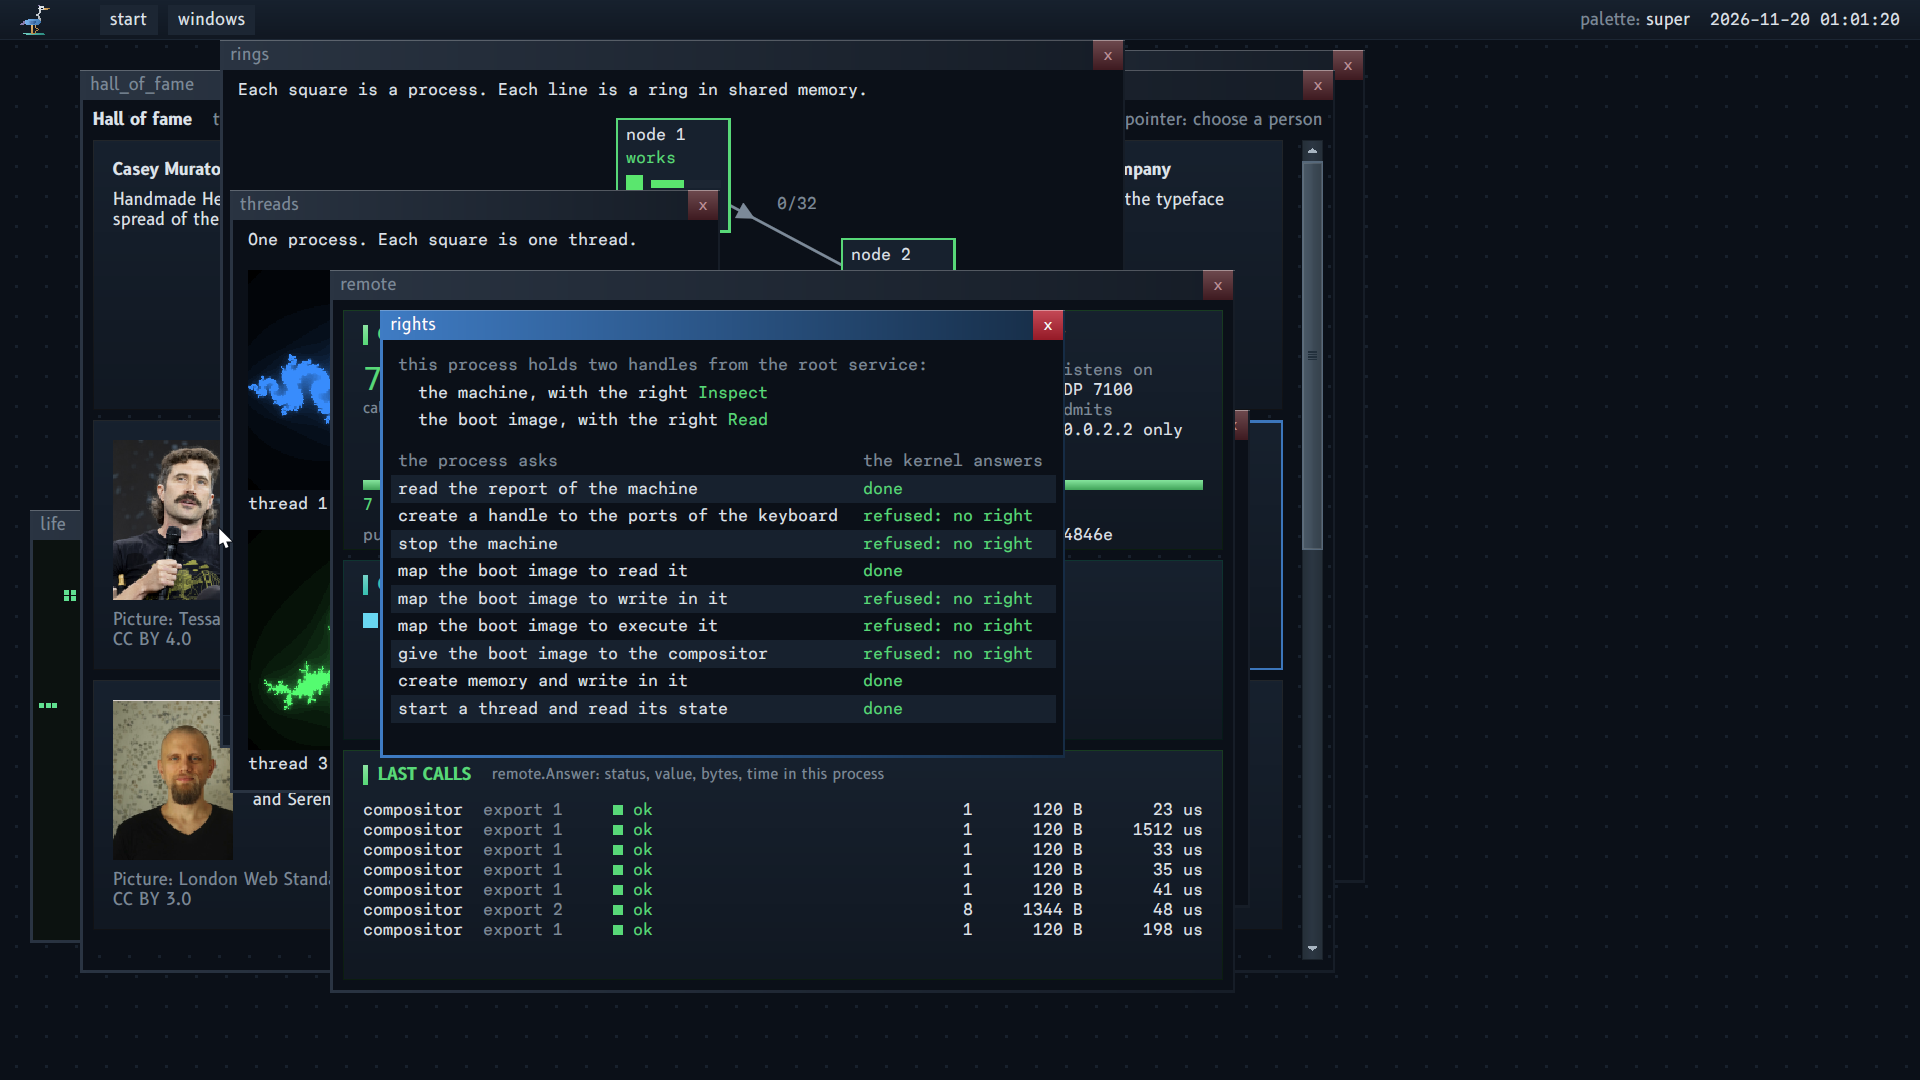 start
windows
palette: super
2026-11-20 01:01:20
rings
x
x
x
hall_of_fame
Each square is a process. Each line is a ring in shared memory.
Hall of fame
pointer: choose a person
node 1
works
Casey Murato
Handmade He
spread of the
the typeface
threads
x
0/32
One process. Each square is one thread.
node 2
remote
x
rights
x
this process holds two handles from the root service:
the machine, with the right Inspect
the boot image, with the right Read
istens on
DP 7100
dmits
0.0.2.2 only
the process asks
the kernel answers
read the report of the machine
done
create a handle to the ports of the keyboard
refused: no right
stop the machine
refused: no right
map the boot image to read it
done
map the boot image to write in it
refused: no right
map the boot image to execute it
refused: no right
give the boot image to the compositor
refused: no right
create memory and write in it
done
start a thread and read its state
done
7
7
4846e
thread 1
life
Picture: Tessa
CC BY 4.0
thread 3
and Seren
Picture: London Web Standa
CC BY 3.0
LAST CALLS
remote.Answer: status, value, bytes, time in this process
compositor export 1 ok 1 120 B 23 us
compositor export 1 ok 1 120 B 1512 us
compositor export 1 ok 1 120 B 33 us
compositor export 1 ok 1 120 B 35 us
compositor export 1 ok 1 120 B 41 us
compositor export 2 ok 8 1344 B 48 us
compositor export 1 ok 1 120 B 198 us